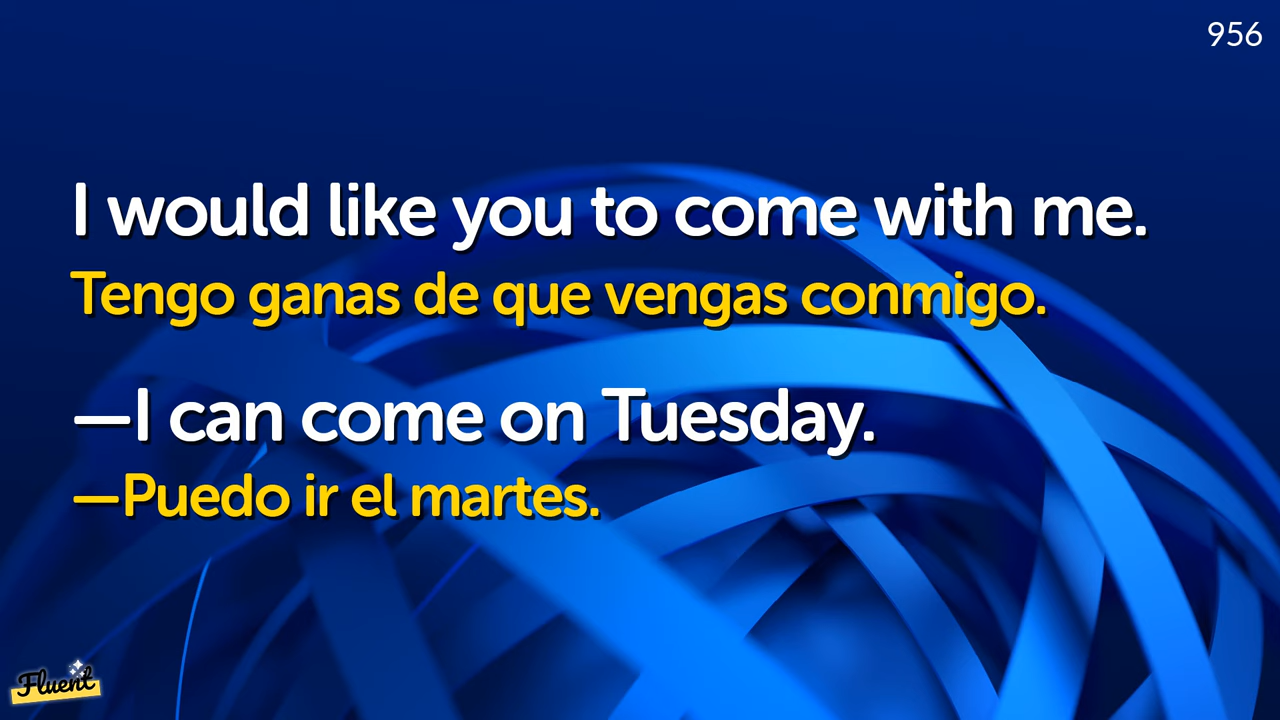 956
I would like you to come with me.
Tengo ganas de que vengas conmigo.
—I can come on Tuesday.
—Puedo ir el martes.
Fluent